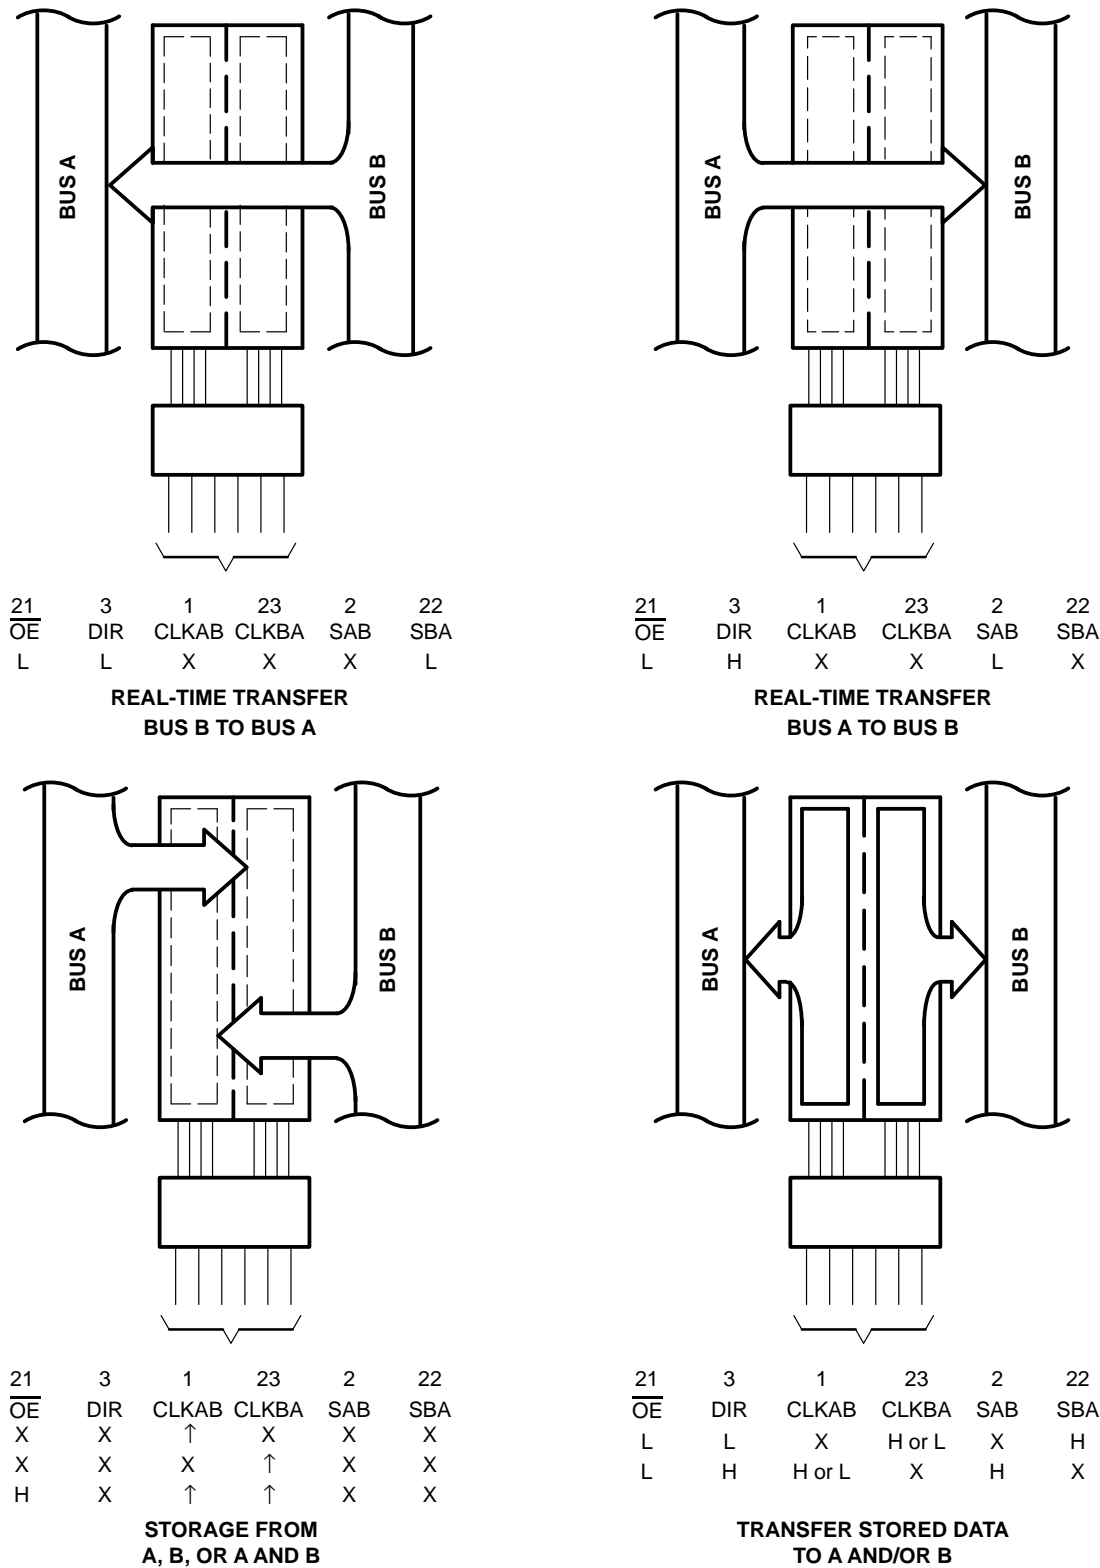 BUS A
BUS B
21 3 1 23 2 22
OE DIR CLKAB CLKBA SAB SBA
L L X X X L
REAL-TIME TRANSFER
BUS B TO BUS A
BUS A
BUS B
21 3 1 23 2 22
OE DIR CLKAB CLKBA SAB SBA
L H X X L X
REAL-TIME TRANSFER
BUS A TO BUS B
BUS A
BUS B
21 3 1 23 2 22
OE DIR CLKAB CLKBA SAB SBA
X X ↑ X X X
X X X ↑ X X
H X ↑ ↑ X X
STORAGE FROM
A, B, OR A AND B
BUS A
BUS B
21 3 1 23 2 22
OE DIR CLKAB CLKBA SAB SBA
L L X H or L X H
L H H or L X H X
TRANSFER STORED DATA
TO A AND/OR B